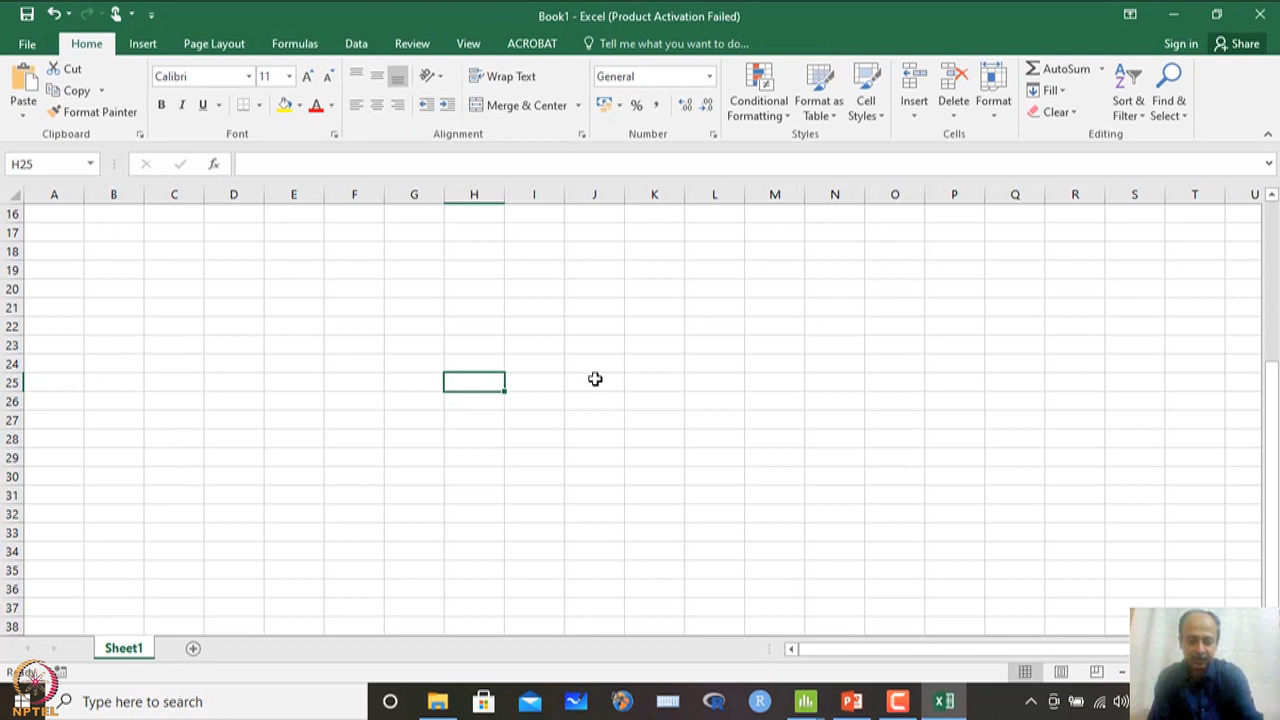 Book1 - Excel (Product Activation Failed)
File Home Insert Page Layout Formulas Data Review View ACROBAT Tell me what you want to do... Sign in Share
Paste
Cut
Copy
Format Painter
Clipboard
Calibri 11
B I U
A
Font
Wrap Text
Merge & Center
Alignment
General
%
Number
Conditional Formatting
Format as Table
Cell Styles
Styles
Insert Delete Format
Cells
AutoSum
Fill
Clear
Sort & Filter
Find & Select
Editing
H25
fx
A B C D E F G H I J K L M N O P Q R S T U
16
17
18
19
20
21
22
23
24
25
26
27
28
29
30
31
32
33
34
35
36
37
38
Sheet1
Ready
NPTEL
Type here to search